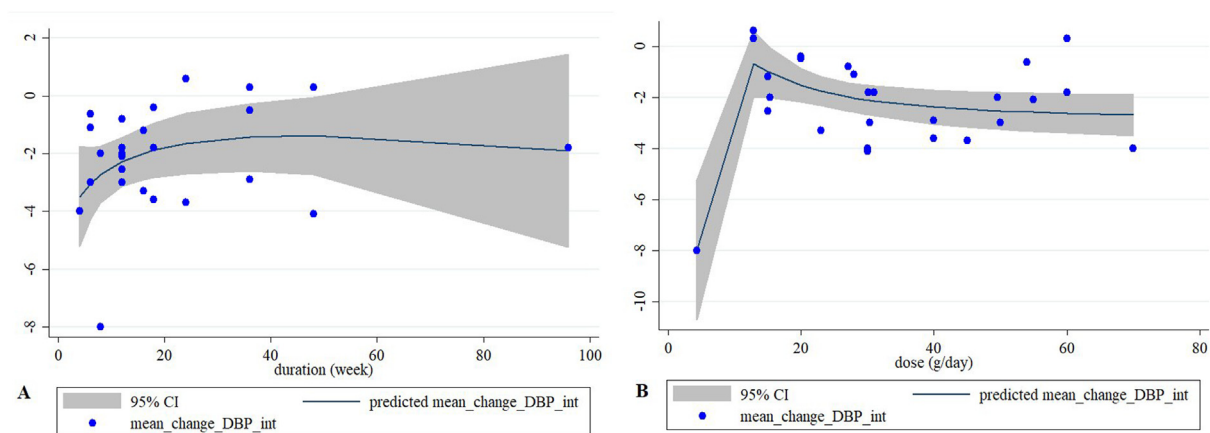 2
0
-2
-4
-6
-8
0 20 40 60 80 100
duration (week)
A
95% CI predicted mean_change_DBP_int
mean_change_DBP_int
B
0
-2
-4
-6
-8
-10
0 20 40 60 80
dose (g/day)
B
95% CI predicted mean_change_DBP_int
mean_change_DBP_int